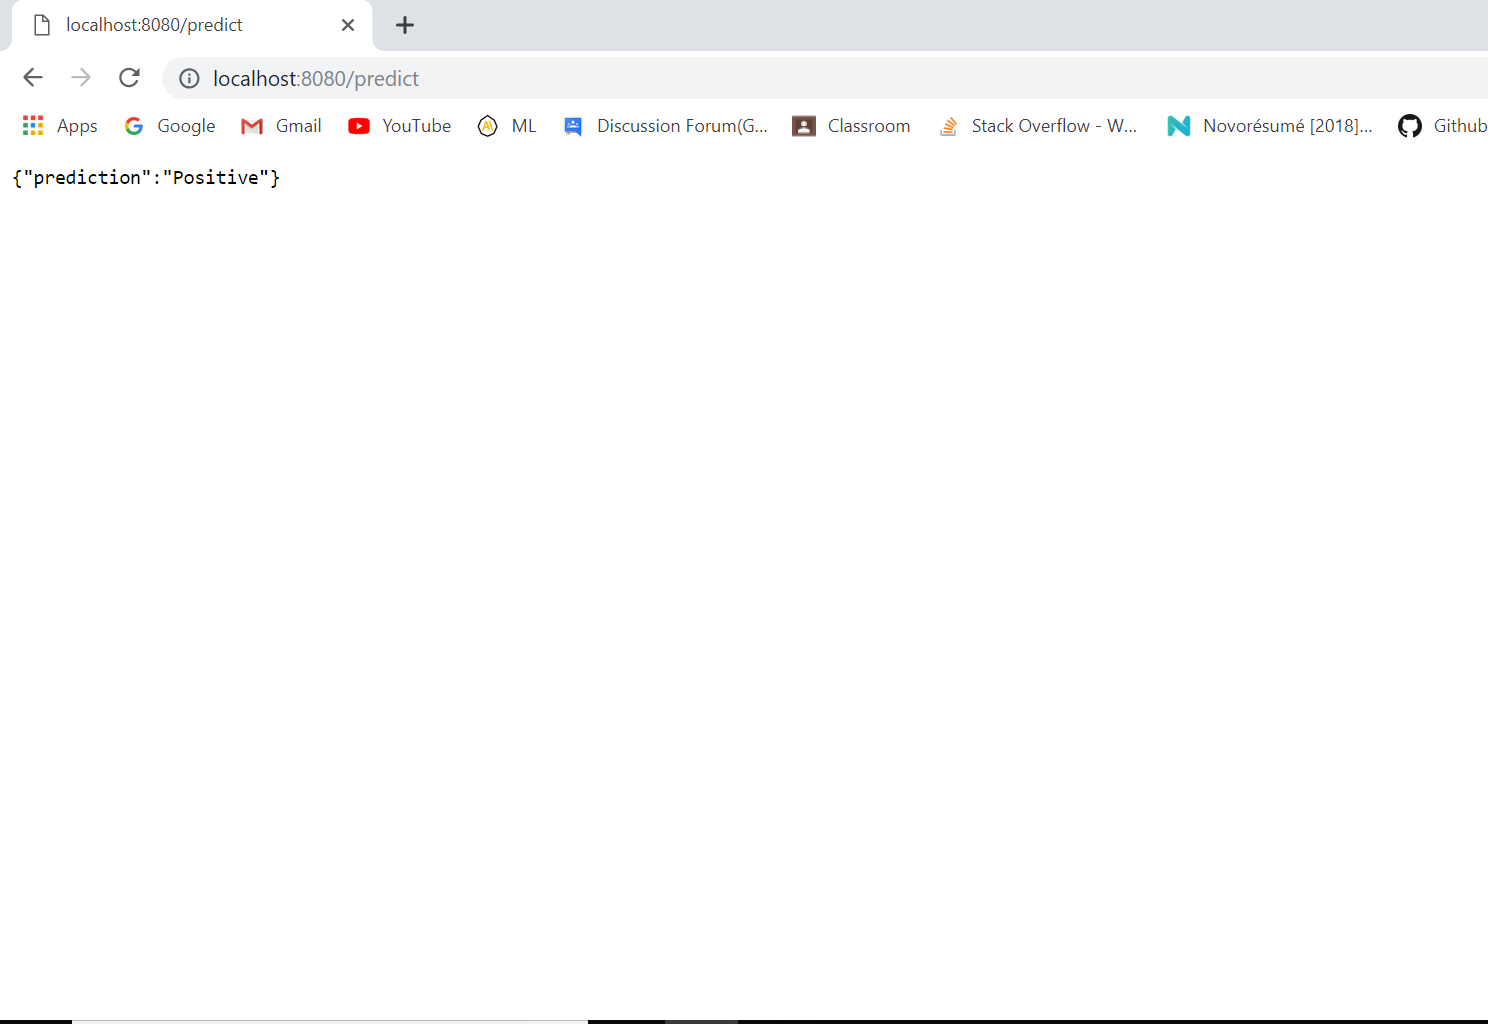 localhost:8080/predict
localhost:8080/predict
Apps Google Gmail YouTube ML Discussion Forum(G... Classroom Stack Overflow - W... Novorésumé [2018]... Github
{"prediction":"Positive"}